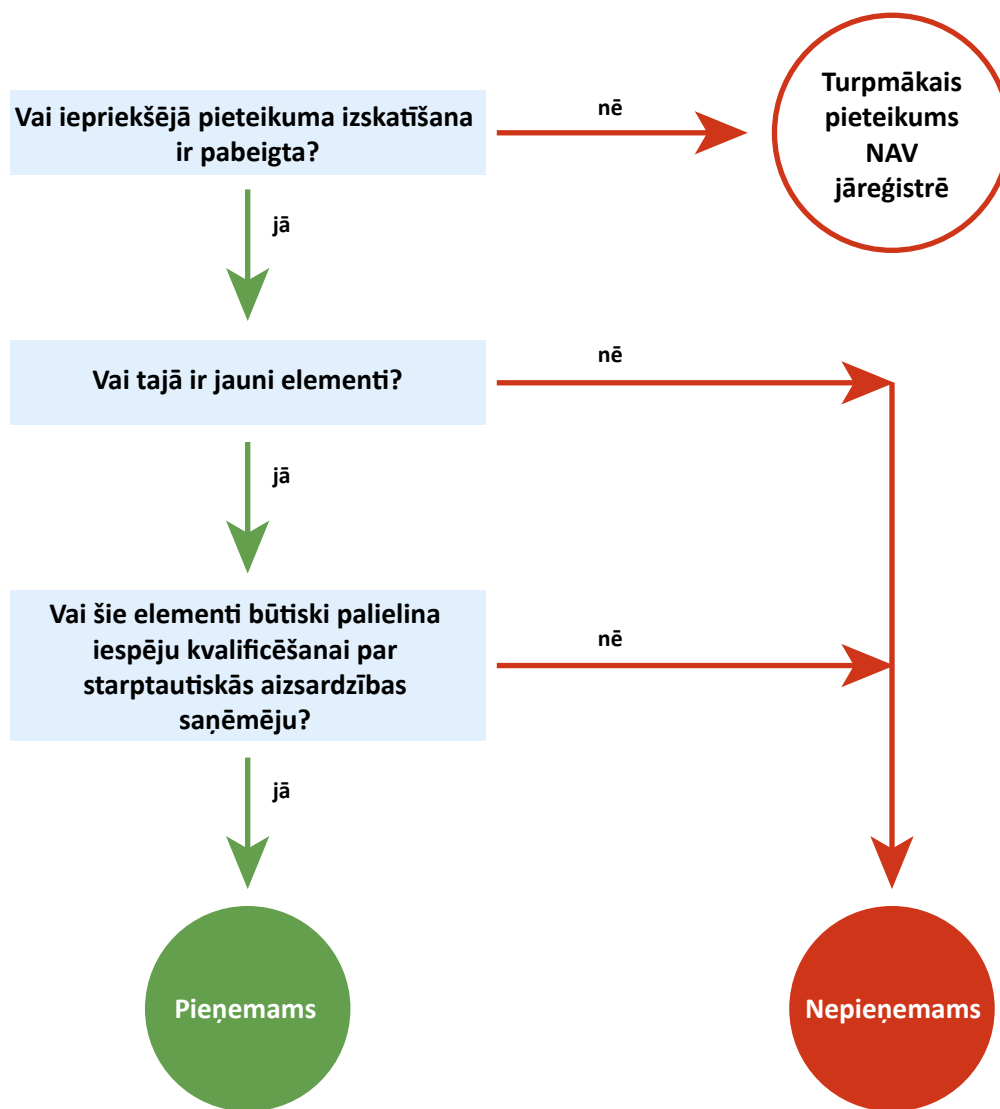 Vai iepriekšējā pieteikuma izskatīšana
ir pabeigta?
nē
Turpmākais
pieteikums
NAV
jāreģistrē
jā
Vai tajā ir jauni elementi?
nē
jā
Vai šie elementi būtiski palielina
iespēju kvalificēšanai par
starptautiskās aizsardzības
saņēmēju?
nē
jā
Pieņemams
Nepieņemams